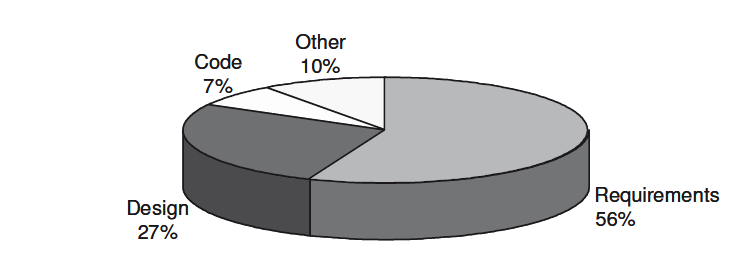 Other
10%
Code
7%
Requirements
56%
Design
27%